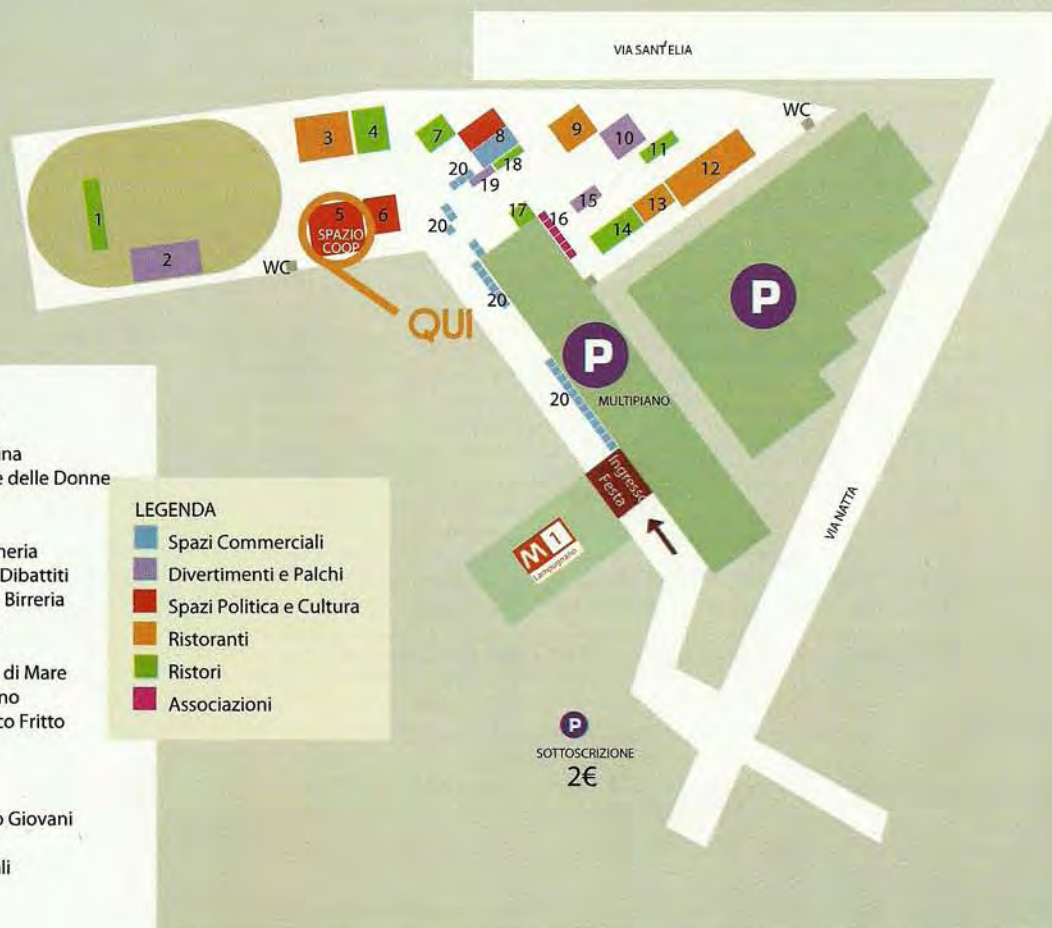 VIA SANT'ELIA
WC
1
2
3
4
5
SPAZIO
COOP
6
7
8
9
10
11
12
13
14
15
16
17
18
19
20
20
20
20
WC
QUI
P
P
MULTIPIANO
Ingresso
Festa
M 1
Lampugnano
VIA NATTA
P
SOTTOSCRIZIONE
2€
ina
e delle Donne
neria
Dibattiti
Birreria
di Mare
no
co Fritto
o Giovani
li
LEGENDA
Spazi Commerciali
Divertimenti e Palchi
Spazi Politica e Cultura
Ristoranti
Ristori
Associazioni